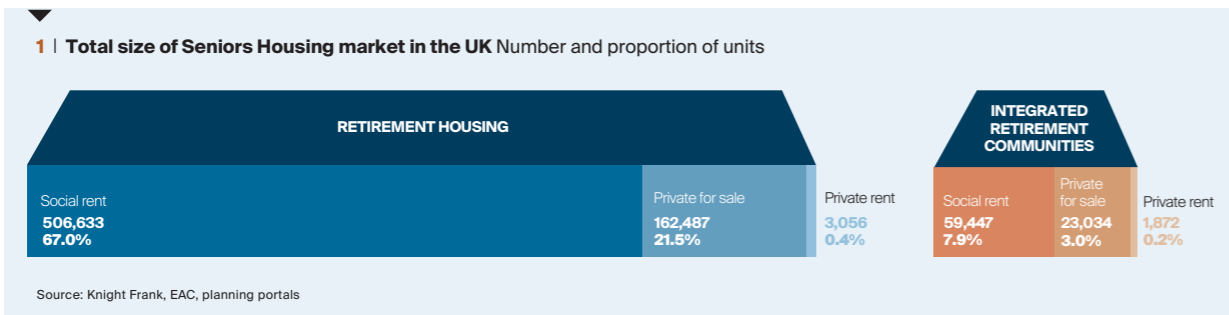 1 | Total size of Seniors Housing market in the UK Number and proportion of units
RETIREMENT HOUSING
Social rent
506,633
67.0%
Private for sale
162,487
21.5%
Private rent
3,056
0.4%
INTEGRATED
RETIREMENT
COMMUNITIES
Social rent
59,447
7.9%
Private
for sale
23,034
3.0%
Private rent
1,872
0.2%
Source: Knight Frank, EAC, planning portals